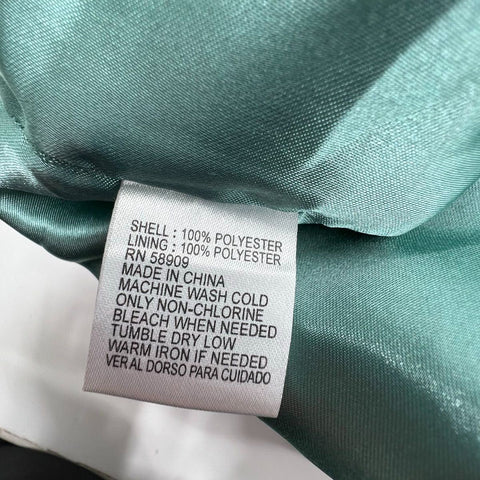 SHELL : 100% POLYESTER
LINING : 100% POLYESTER
RN 58909
MADE IN CHINA
MACHINE WASH COLD
ONLY NON-CHLORINE
BLEACH WHEN NEEDED
TUMBLE DRY LOW
WARM IRON IF NEEDED
VER AL DORSO PARA CUIDADO